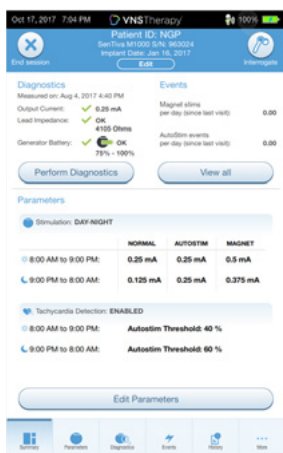 Oct 17, 2017 7:04 PM VNSTherapy 100%
Patient ID: NGP
SenTiva M1000 S/N: 963024
Implant Date: Jan 16, 2017
End session Edit Interrogate
Diagnostics
Measured on: Aug 4, 2017 4:40 PM
Output Current: 0.25 mA
Lead Impedance: OK
4105 Ohms
Generator Battery: OK
75% - 100%
Perform Diagnostics
Events
Magnet stims
per day (since last visit): 0.00
AutoStim events
per day (since last visit): 0.00
View all
Parameters
Stimulation: DAY-NIGHT
NORMAL AUTOSTIM MAGNET
8:00 AM to 9:00 PM: 0.25 mA 0.25 mA 0.5 mA
9:00 PM to 8:00 AM: 0.125 mA 0.25 mA 0.375 mA
Tachycardia Detection: ENABLED
8:00 AM to 9:00 PM: Autostim Threshold: 40 %
9:00 PM to 8:00 AM: Autostim Threshold: 60 %
Edit Parameters
Summary Parameters Diagnostics Events History More